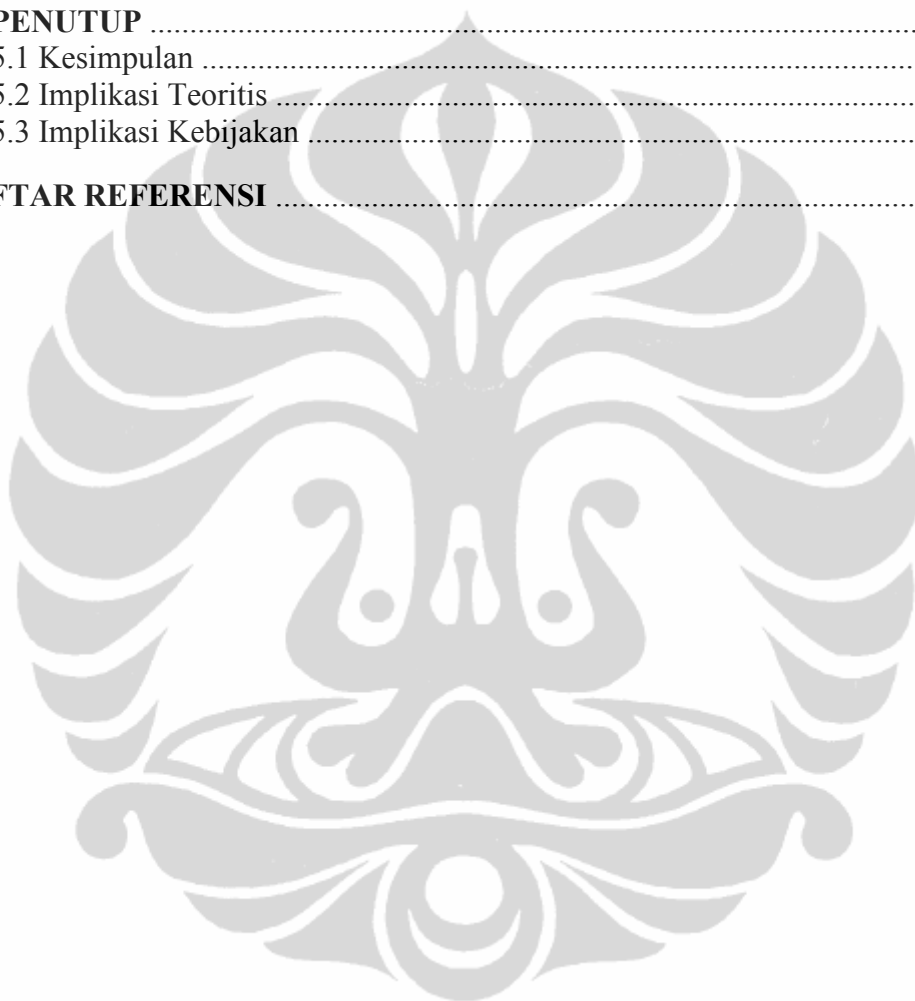 PENUTUP ................................................................................................
5.1 Kesimpulan ..........................................................................................
5.2 Implikasi Teoritis .................................................................................
5.3 Implikasi Kebijakan .............................................................................
FTAR REFERENSI .................................................................................